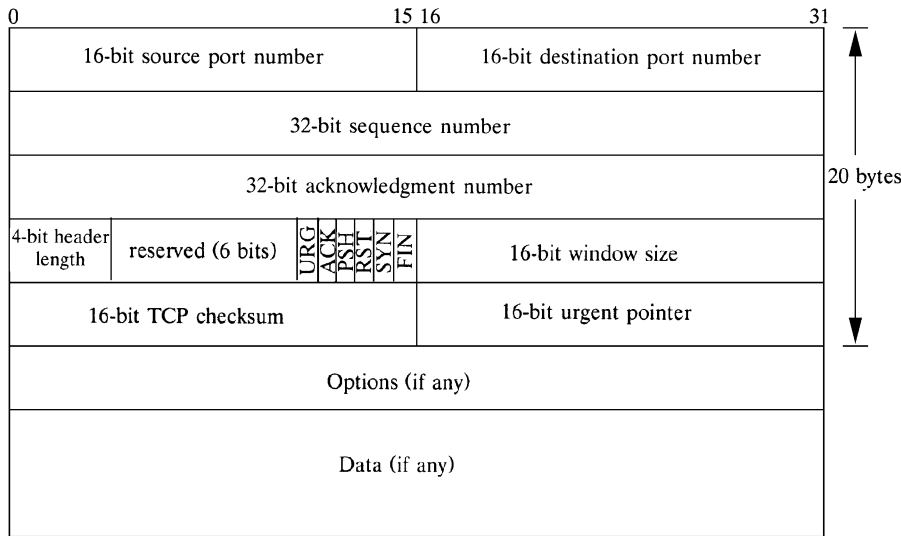 0 15 16 31
16-bit source port number
16-bit destination port number
32-bit sequence number
32-bit acknowledgment number
20 bytes
4-bit header
length
reserved (6 bits)
URG
ACK
PSH
RST
SYN
FIN
16-bit window size
16-bit TCP checksum
16-bit urgent pointer
Options (if any)
Data (if any)